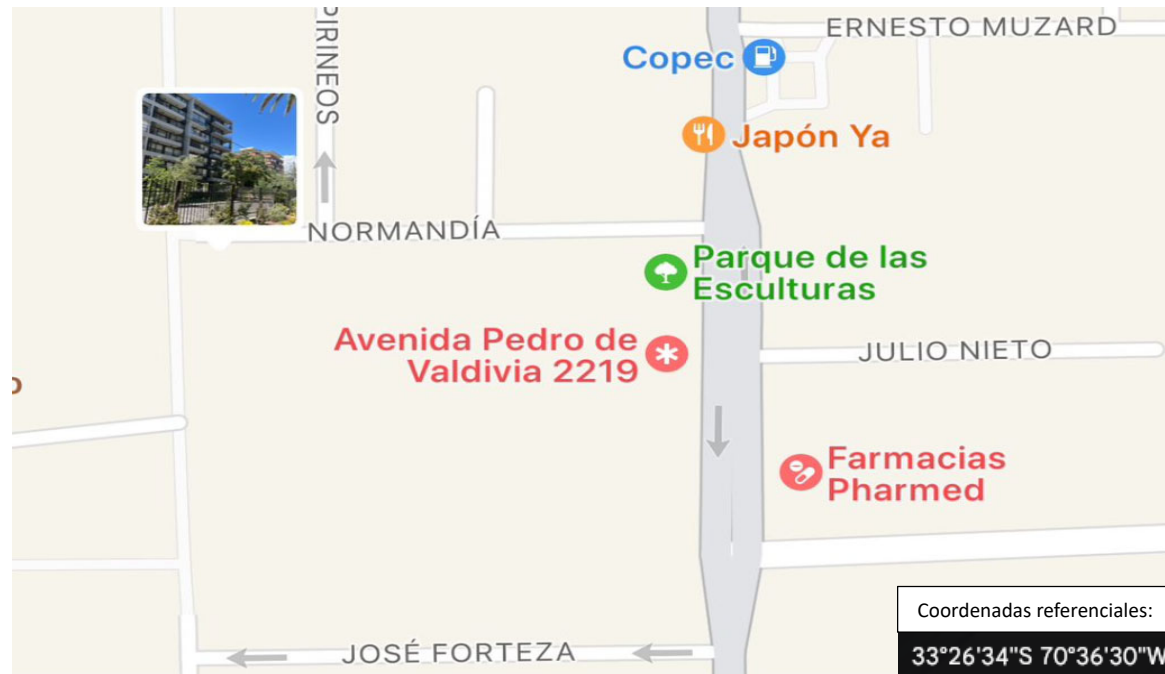 PIRINEOS
ERNESTO MUZARD
Copec
Japón Ya
NORMANDÍA
Parque de las
Esculturas
Avenida Pedro de
Valdivia 2219
JULIO NIETO
Farmacias
Pharmed
JOSÉ FORTEZA
Coordenadas referenciales:
33°26'34"S 70°36'30"W